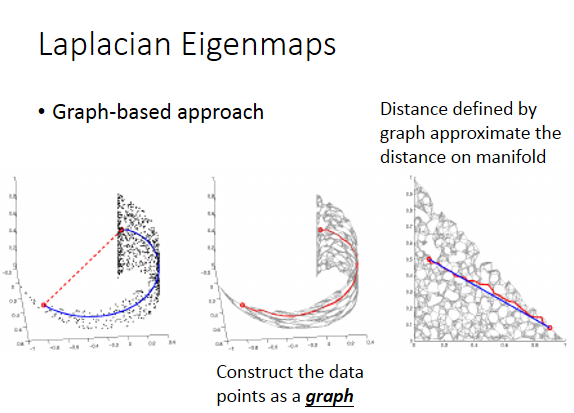 Laplacian Eigenmaps
• Graph-based approach
Distance defined by
graph approximate the
distance on manifold
Construct the data
points as a graph